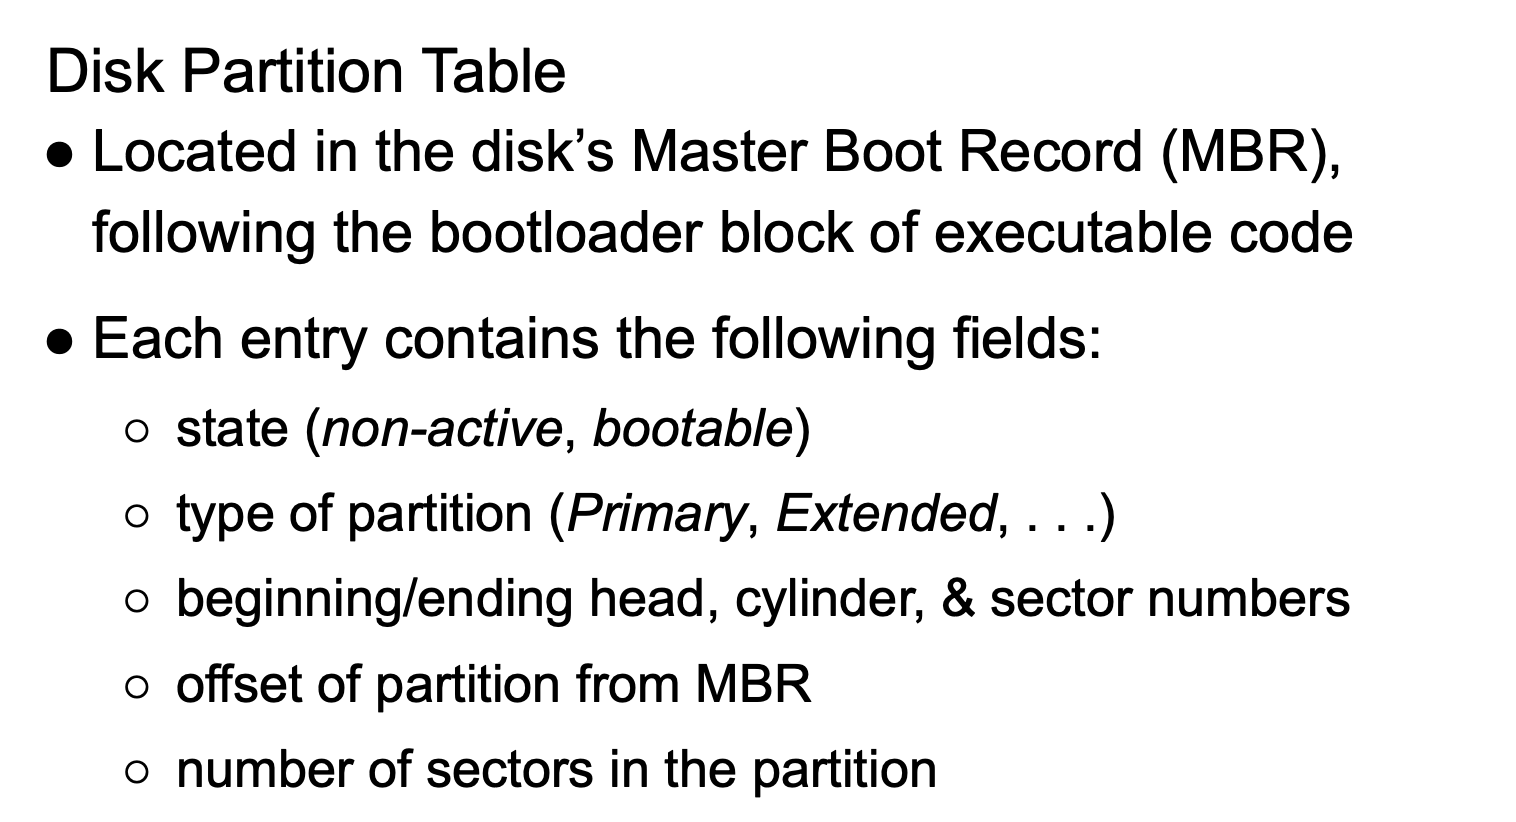 Disk Partition Table
● Located in the disk’s Master Boot Record (MBR),
following the bootloader block of executable code
● Each entry contains the following fields:
○ state (non-active, bootable)
○ type of partition (Primary, Extended, . . .)
○ beginning/ending head, cylinder, & sector numbers
○ offset of partition from MBR
○ number of sectors in the partition